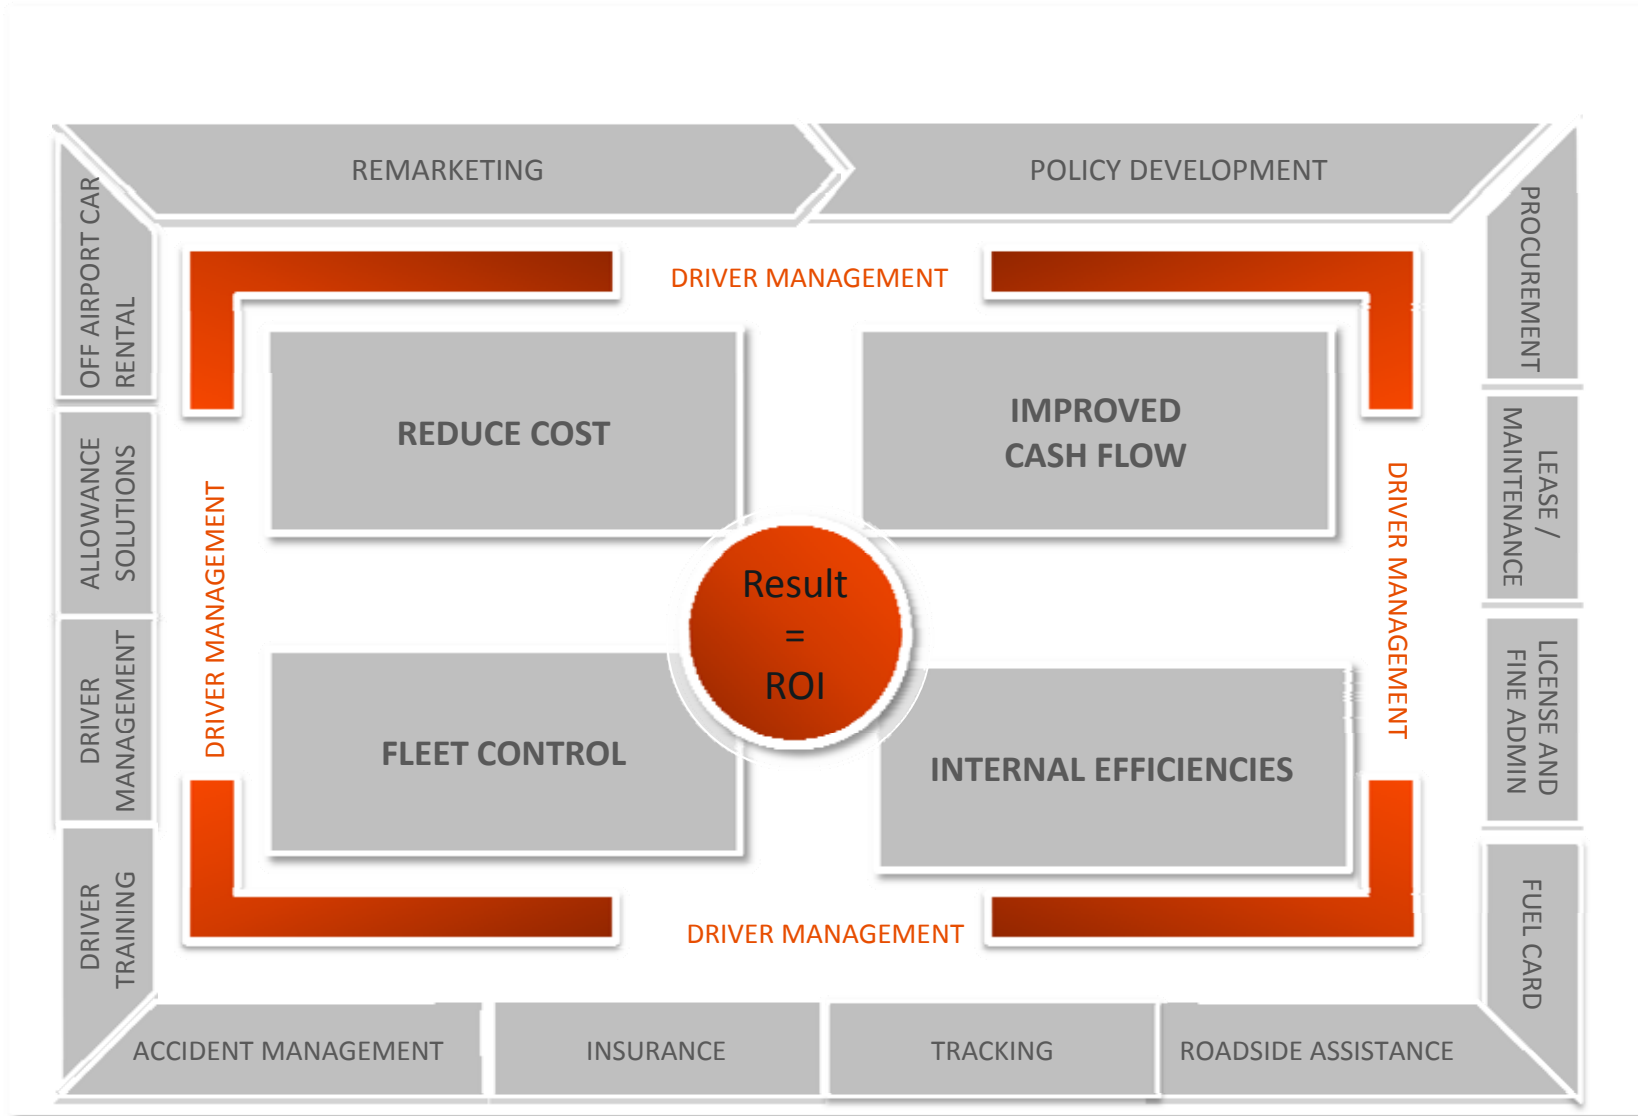 REMARKETING
POLICY DEVELOPMENT
OFF AIRPORT CAR
RENTAL
PROCUREMENT
DRIVER MANAGEMENT
REDUCE COST
IMPROVED
CASH FLOW
ALLOWANCE
SOLUTIONS
DRIVER MANAGEMENT
DRIVER MANAGEMENT
LEASE /
MAINTENANCE
Result
=
ROI
DRIVER
MANAGEMENT
LICENSE AND
FINE ADMIN
FLEET CONTROL
INTERNAL EFFICIENCIES
DRIVER
TRAINING
DRIVER MANAGEMENT
FUEL CARD
ACCIDENT MANAGEMENT
INSURANCE
TRACKING
ROADSIDE ASSISTANCE